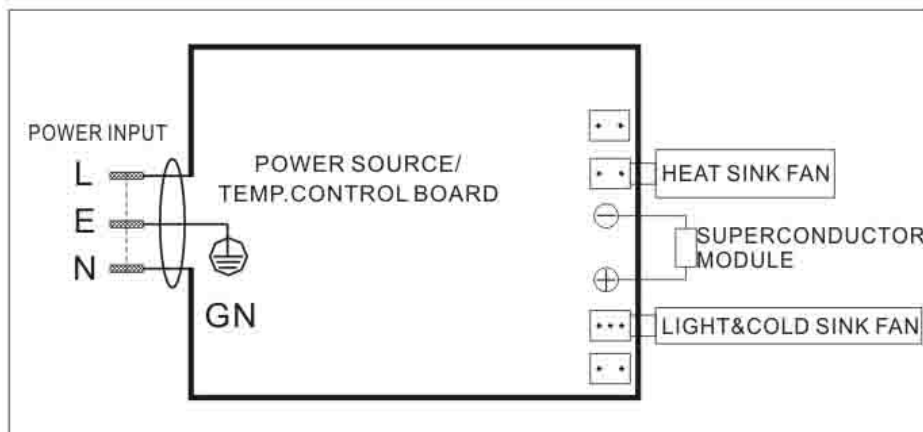 POWER INPUT
L
E
N
GN
POWER SOURCE/
TEMP.CONTROL BOARD
HEAT SINK FAN
SUPERCONDUCTOR
MODULE
LIGHT&COLD SINK FAN